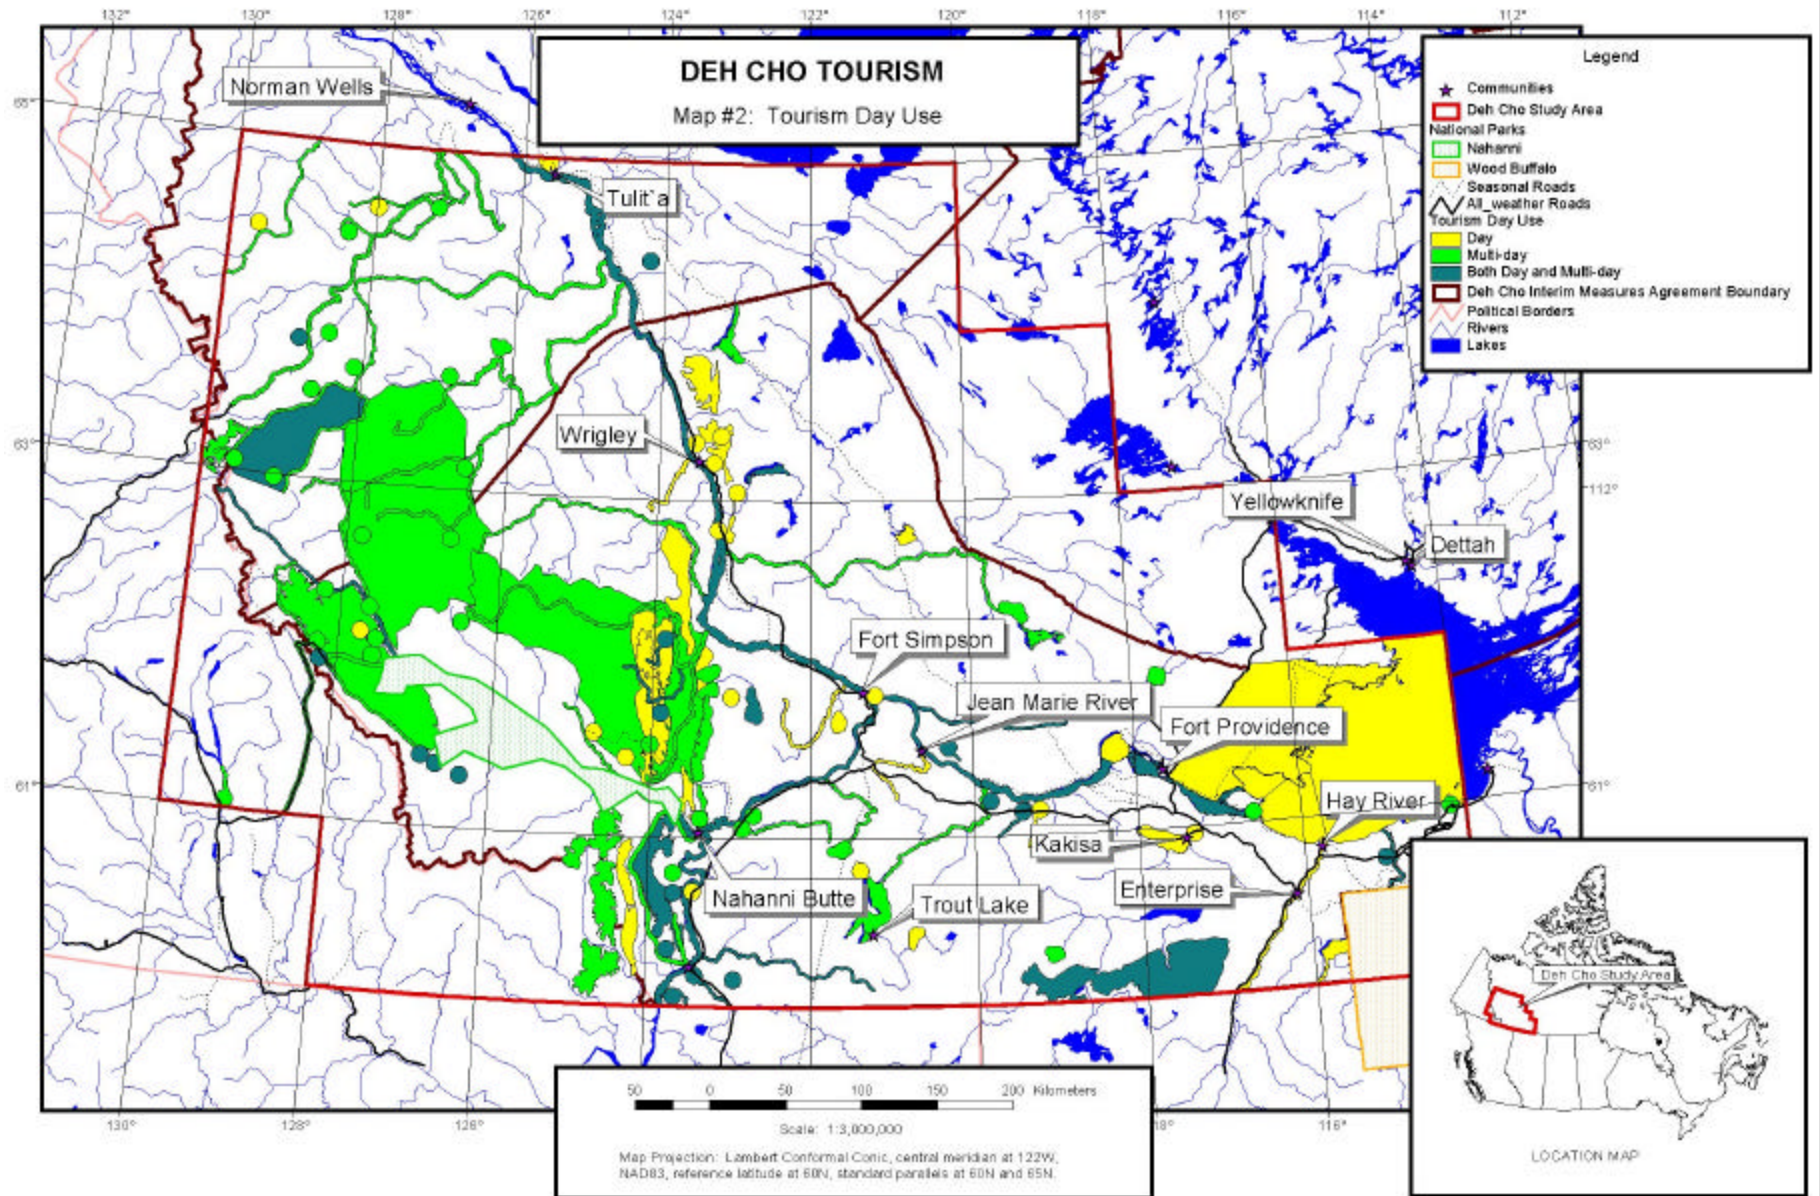 132° 128° 126° 124° 120° 118° 116° 114° 112°
DEH CHO TOURISM
Map #2: Tourism Day Use
Legend
Communities
Deh Cho Study Area
National Parks
Nahanni
Wood Buffalo
Seasonal Roads
All_weather Roads
Tourism Day Use
Day
Multi-day
Both Day and Multi-day
Deh Cho Interim Measures Agreement Boundary
Political Borders
Rivers
Lakes
Norman Wells
Tulit`a
Wrigley
63°
112°
Yellowknife
Dettah
Fort Simpson
Jean Marie River
Fort Providence
61°
Hay River
Kakisa
Enterprise
Nahanni Butte
Trout Lake
Deh Cho Study Area
50 0 50 100 150 200 Kilometers
130° 128° 126° 116°
Scale: 1:3,000,000
Map Projection: Lambert Conformal Conic, central meridian at 122W,
NAD83, reference latitude at 60N, standard parallels at 60N and 65N.
LOCATION MAP